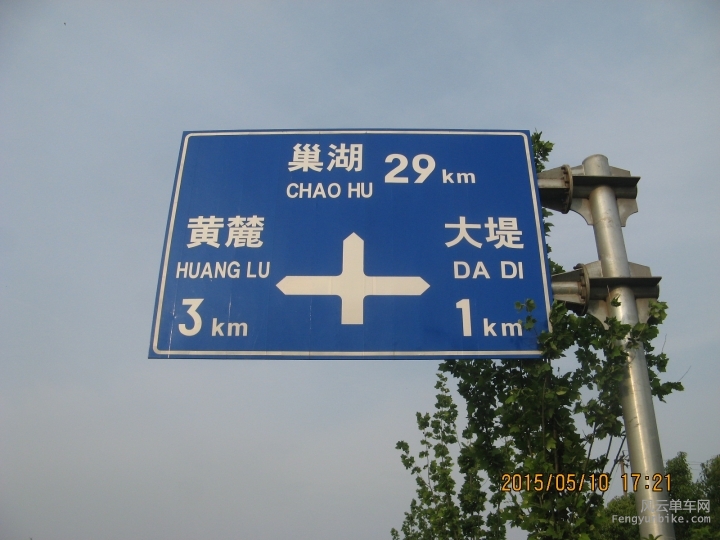 巢湖 29 km
CHAO HU
黄麓
HUANG LU
3 km
大堤
DA DI
1 km
2015/05/10 17:21
风云单车网
Fengyunbike.com